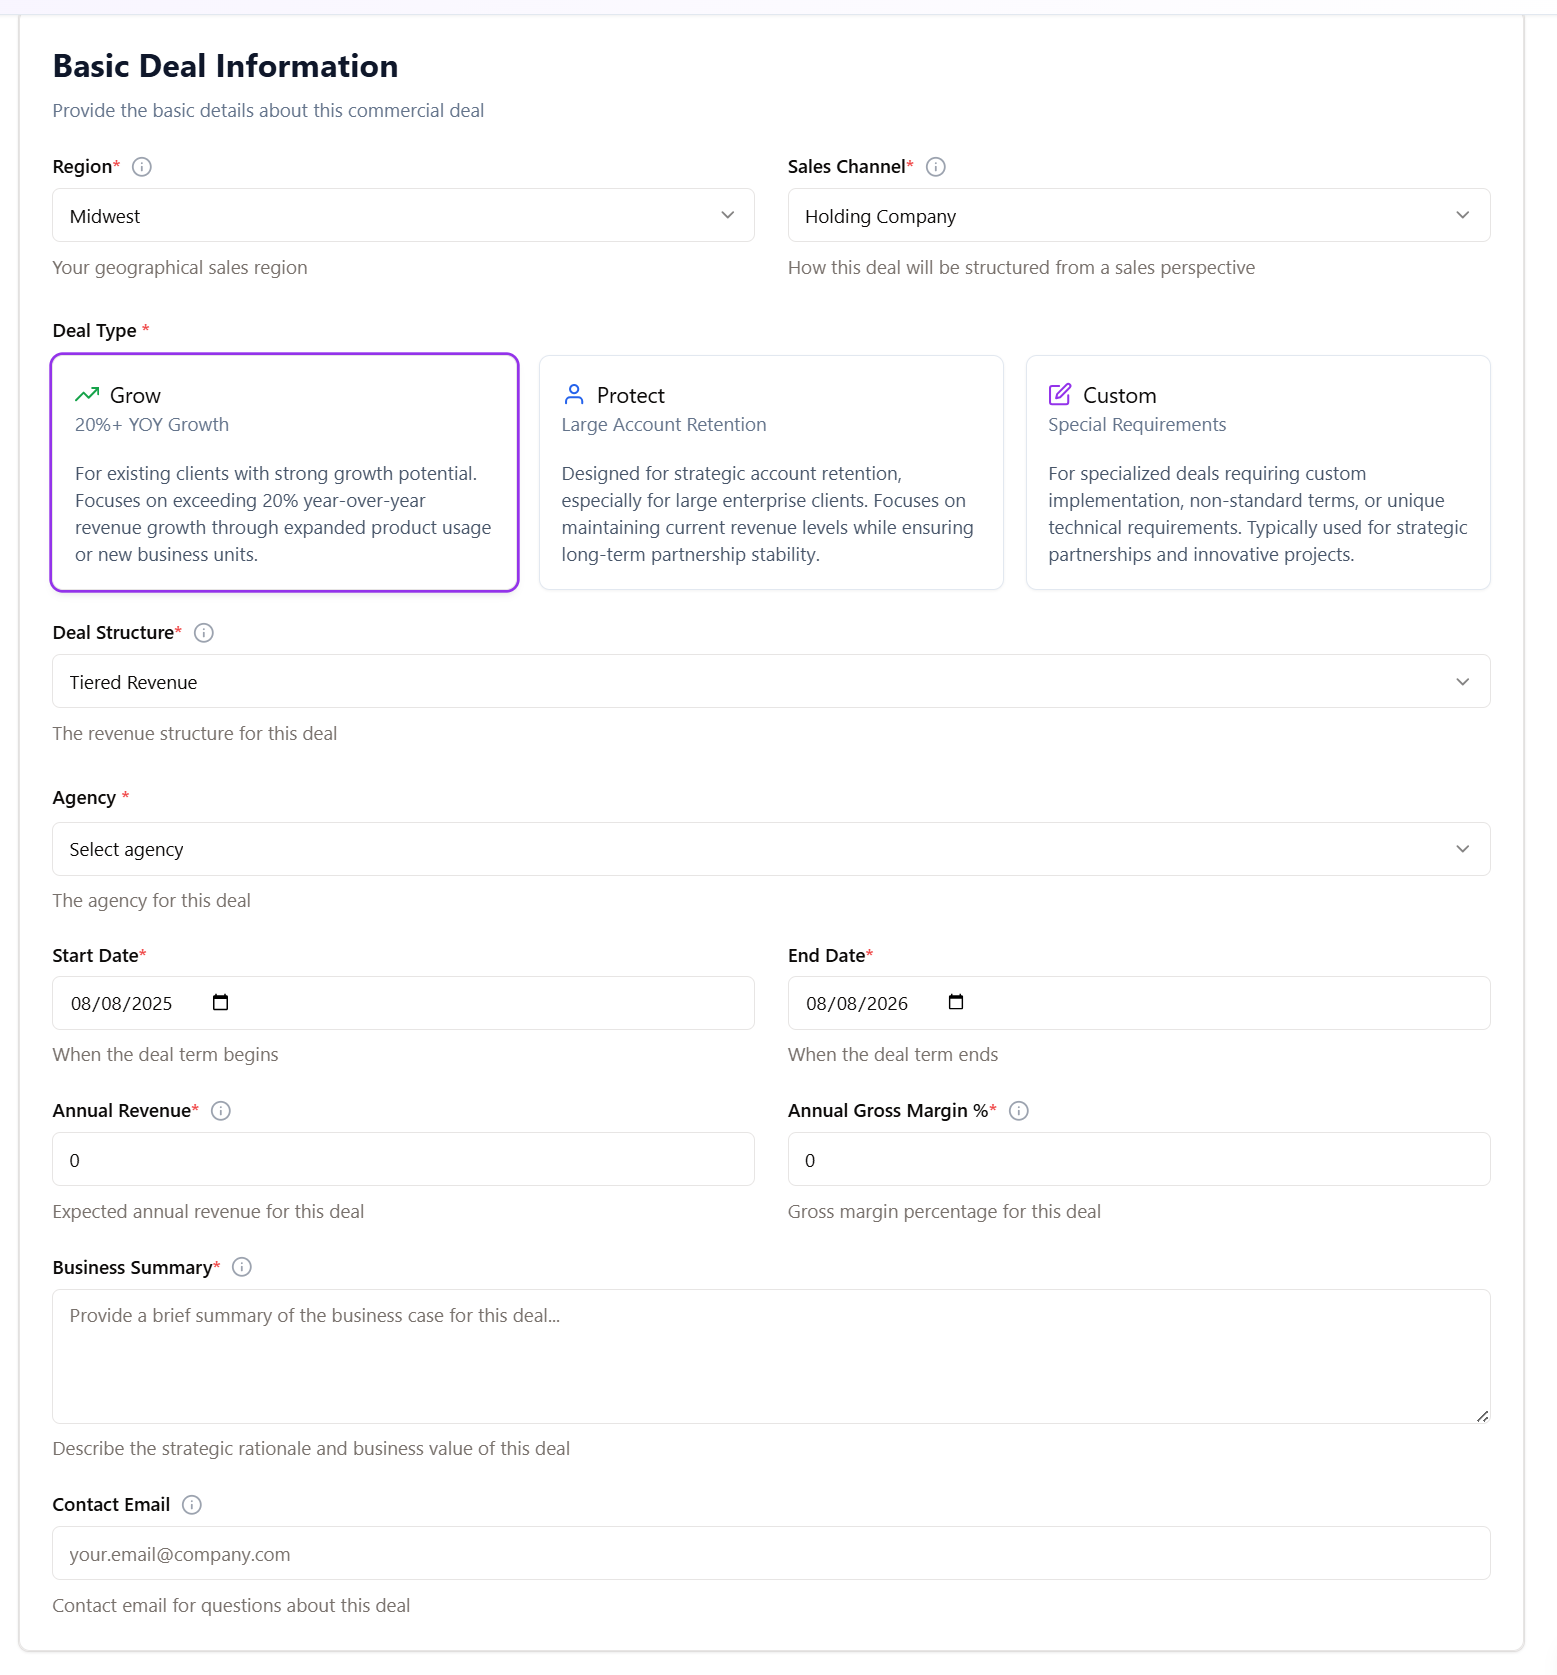 Basic Deal Information
Provide the basic details about this commercial deal
Region*
Sales Channel*
Midwest
Holding Company
Your geographical sales region
How this deal will be structured from a sales perspective
Deal Type *
Grow
20%+ YOY Growth
For existing clients with strong growth potential.
Focuses on exceeding 20% year-over-year
revenue growth through expanded product usage
or new business units.
Protect
Large Account Retention
Designed for strategic account retention,
especially for large enterprise clients. Focuses on
maintaining current revenue levels while ensuring
long-term partnership stability.
Custom
Special Requirements
For specialized deals requiring custom
implementation, non-standard terms, or unique
technical requirements. Typically used for strategic
partnerships and innovative projects.
Deal Structure*
Tiered Revenue
The revenue structure for this deal
Agency *
Select agency
The agency for this deal
Start Date*
End Date*
08/08/2025
08/08/2026
When the deal term begins
When the deal term ends
Annual Revenue*
Annual Gross Margin %*
0
0
Expected annual revenue for this deal
Gross margin percentage for this deal
Business Summary*
Provide a brief summary of the business case for this deal...
Describe the strategic rationale and business value of this deal
Contact Email
your.email@company.com
Contact email for questions about this deal